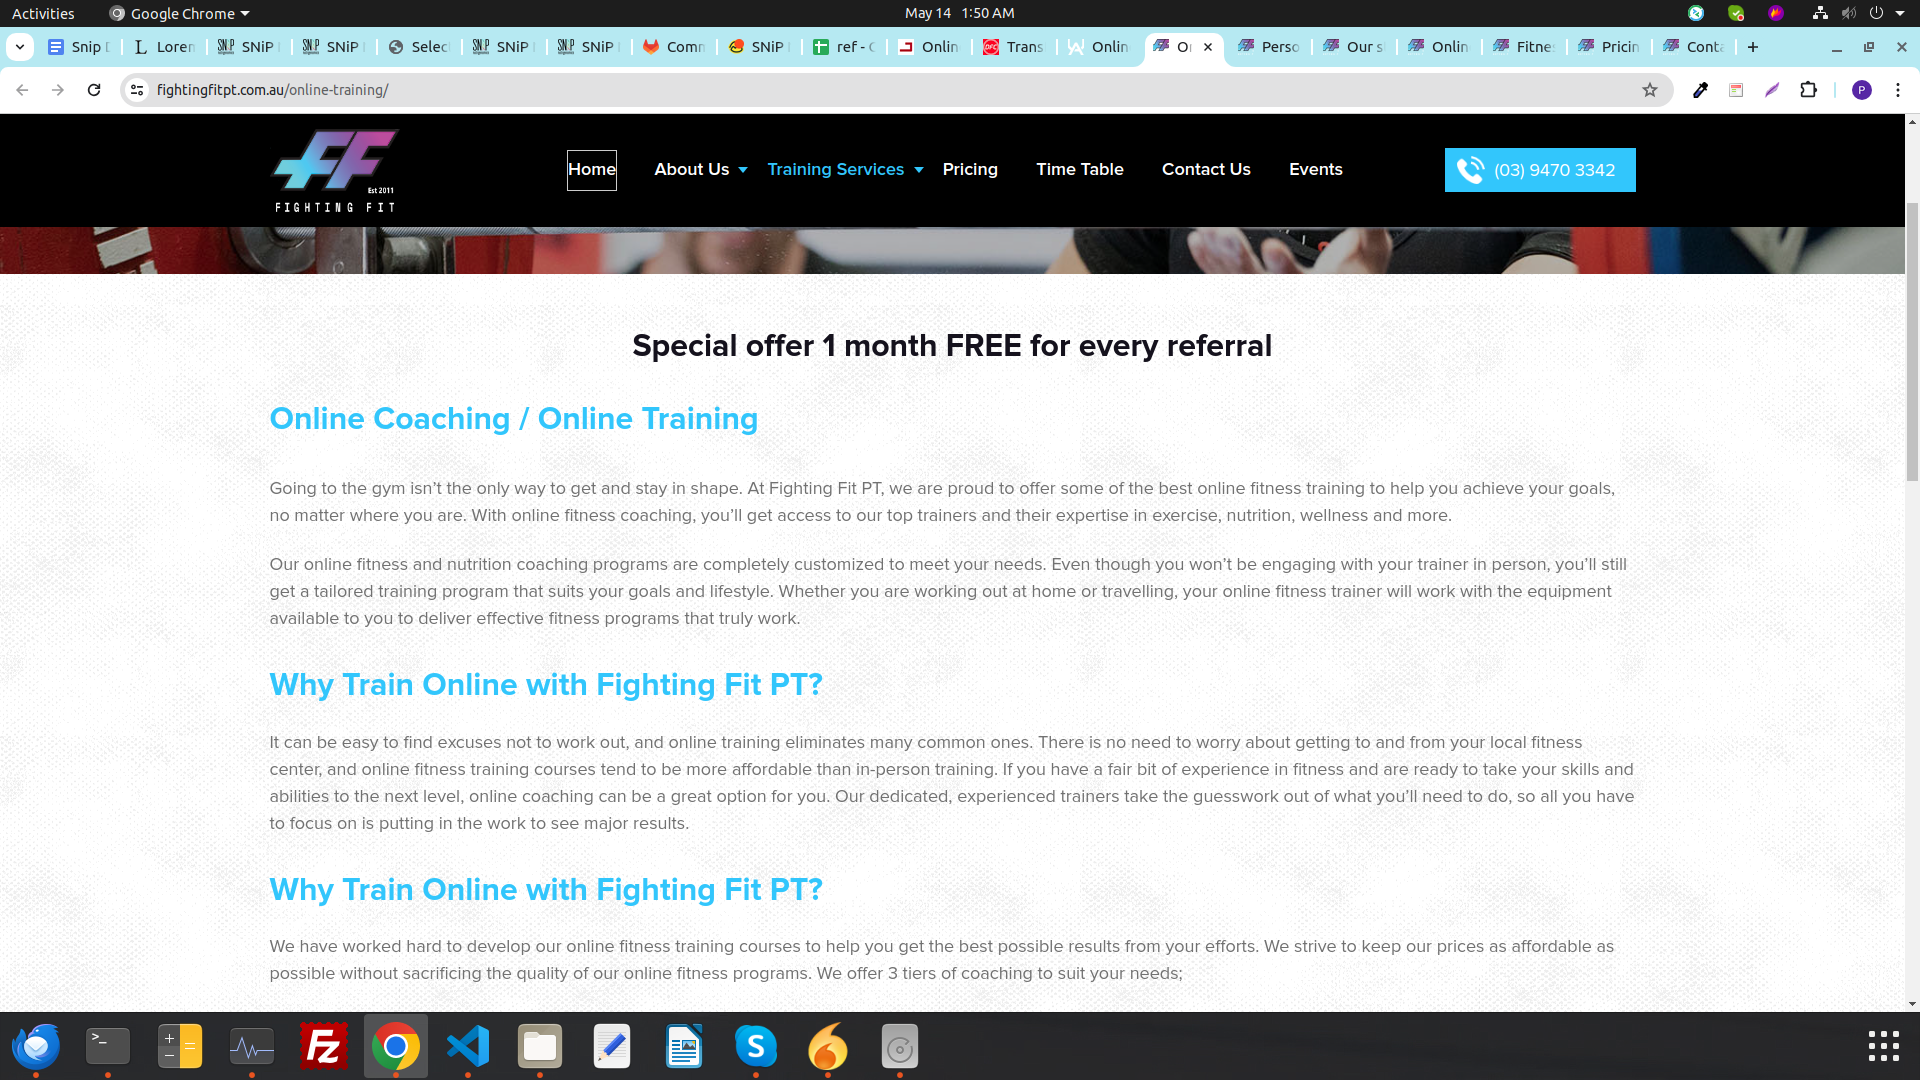 Activities
Google Chrome
May 14 1:50 AM
Snip
Loren
SNiP
SNiP
Selec
SNiP
SNiP
Comm
SNiP
ref - C
Onlin
Trans
Onlin
Perso
Our s
Onlin
Fitnes
Pricin
Conta
fightingfitpt.com.au/online-training/
P
FF
Est 2011
FIGHTING FIT
Home
About Us
Training Services
Pricing
Time Table
Contact Us
Events
(03) 9470 3342
Special offer 1 month FREE for every referral
Online Coaching / Online Training
Going to the gym isn’t the only way to get and stay in shape. At Fighting Fit PT, we are proud to offer some of the best online fitness training to help you achieve your goals,
no matter where you are. With online fitness coaching, you’ll get access to our top trainers and their expertise in exercise, nutrition, wellness and more.
Our online fitness and nutrition coaching programs are completely customized to meet your needs. Even though you won’t be engaging with your trainer in person, you’ll still
get a tailored training program that suits your goals and lifestyle. Whether you are working out at home or travelling, your online fitness trainer will work with the equipment
available to you to deliver effective fitness programs that truly work.
Why Train Online with Fighting Fit PT?
It can be easy to find excuses not to work out, and online training eliminates many common ones. There is no need to worry about getting to and from your local fitness
center, and online fitness training courses tend to be more affordable than in-person training. If you have a fair bit of experience in fitness and are ready to take your skills and
abilities to the next level, online coaching can be a great option for you. Our dedicated, experienced trainers take the guesswork out of what you’ll need to do, so all you have
to focus on is putting in the work to see major results.
Why Train Online with Fighting Fit PT?
We have worked hard to develop our online fitness training courses to help you get the best possible results from your efforts. We strive to keep our prices as affordable as
possible without sacrificing the quality of our online fitness programs. We offer 3 tiers of coaching to suit your needs;